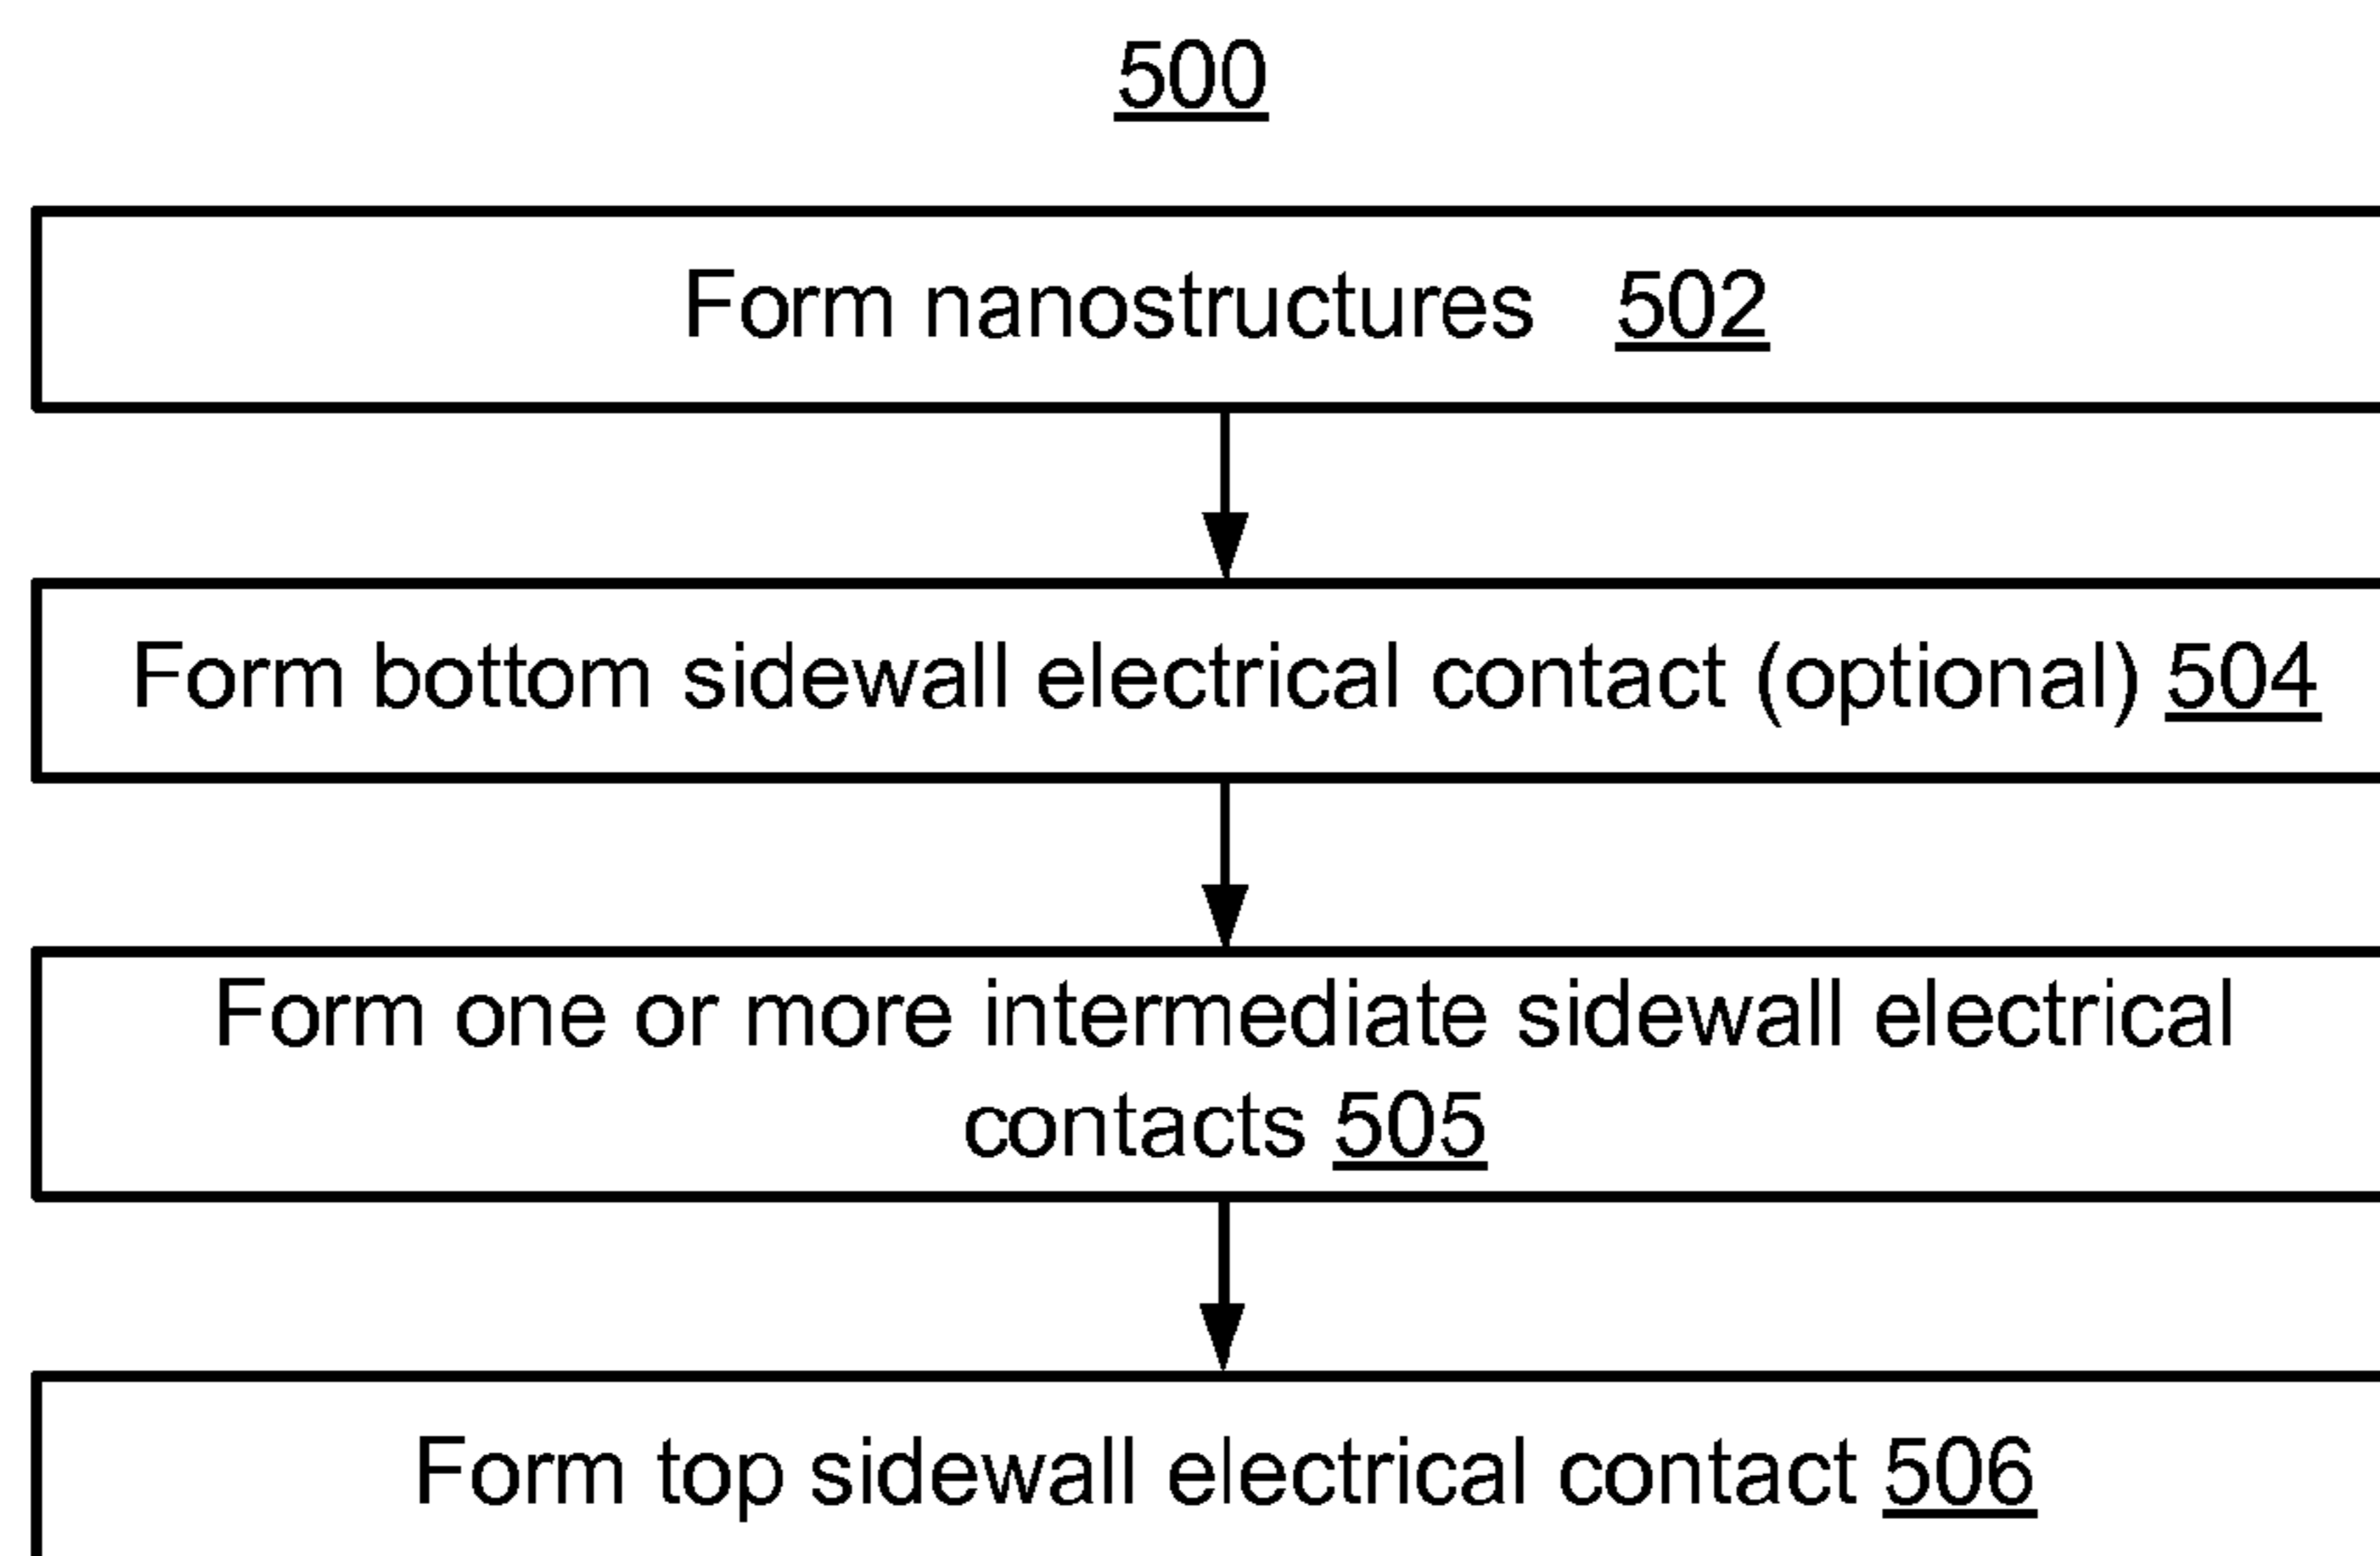 500
Form nanostructures 502
Form bottom sidewall electrical contact (optional) 504
Form one or more intermediate sidewall electrical
contacts 505
Form top sidewall electrical contact 506